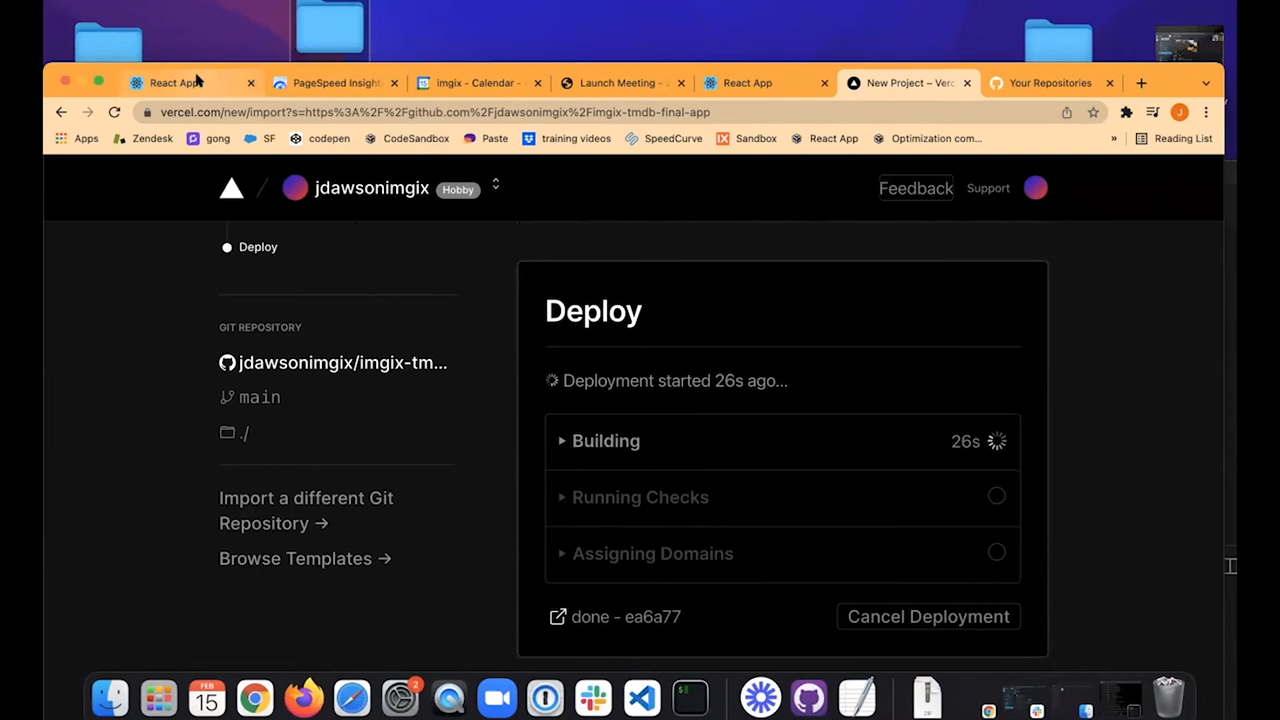 React App
PageSpeed Insight
imgix - Calendar -
Launch Meeting -
React App
New Project – Verc
Your Repositories
vercel.com/new/import?s=https%3A%2F%2Fgithub.com%2Fjdawsonimgix%2Fimgix-tmdb-final-app
J
Apps
Zendesk
gong
SF
codepen
CodeSandbox
Paste
training videos
SpeedCurve
IX
Sandbox
React App
Optimization com...
»
Reading List
jdawsonimgix
Hobby
Feedback
Support
Deploy
GIT REPOSITORY
jdawsonimgix/imgix-tm...
main
./
Import a different Git
Repository →
Browse Templates →
Deploy
Deployment started 26s ago...
Building
26s
Running Checks
Assigning Domains
done - ea6a77
Cancel Deployment
FEB
15
2
ZIP